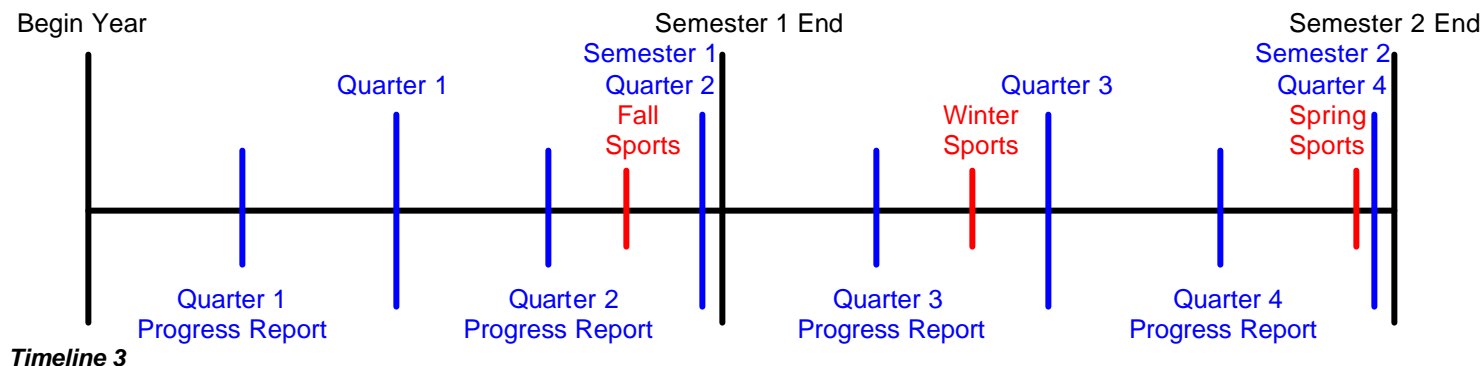 Begin Year
Semester 1 End
Semester 2 End
Semester 1
Semester 2
Quarter 1
Quarter 2
Quarter 3
Quarter 4
Fall
Sports
Winter
Sports
Spring
Sports
Quarter 1
Progress Report
Quarter 2
Progress Report
Quarter 3
Progress Report
Quarter 4
Progress Report
Timeline 3